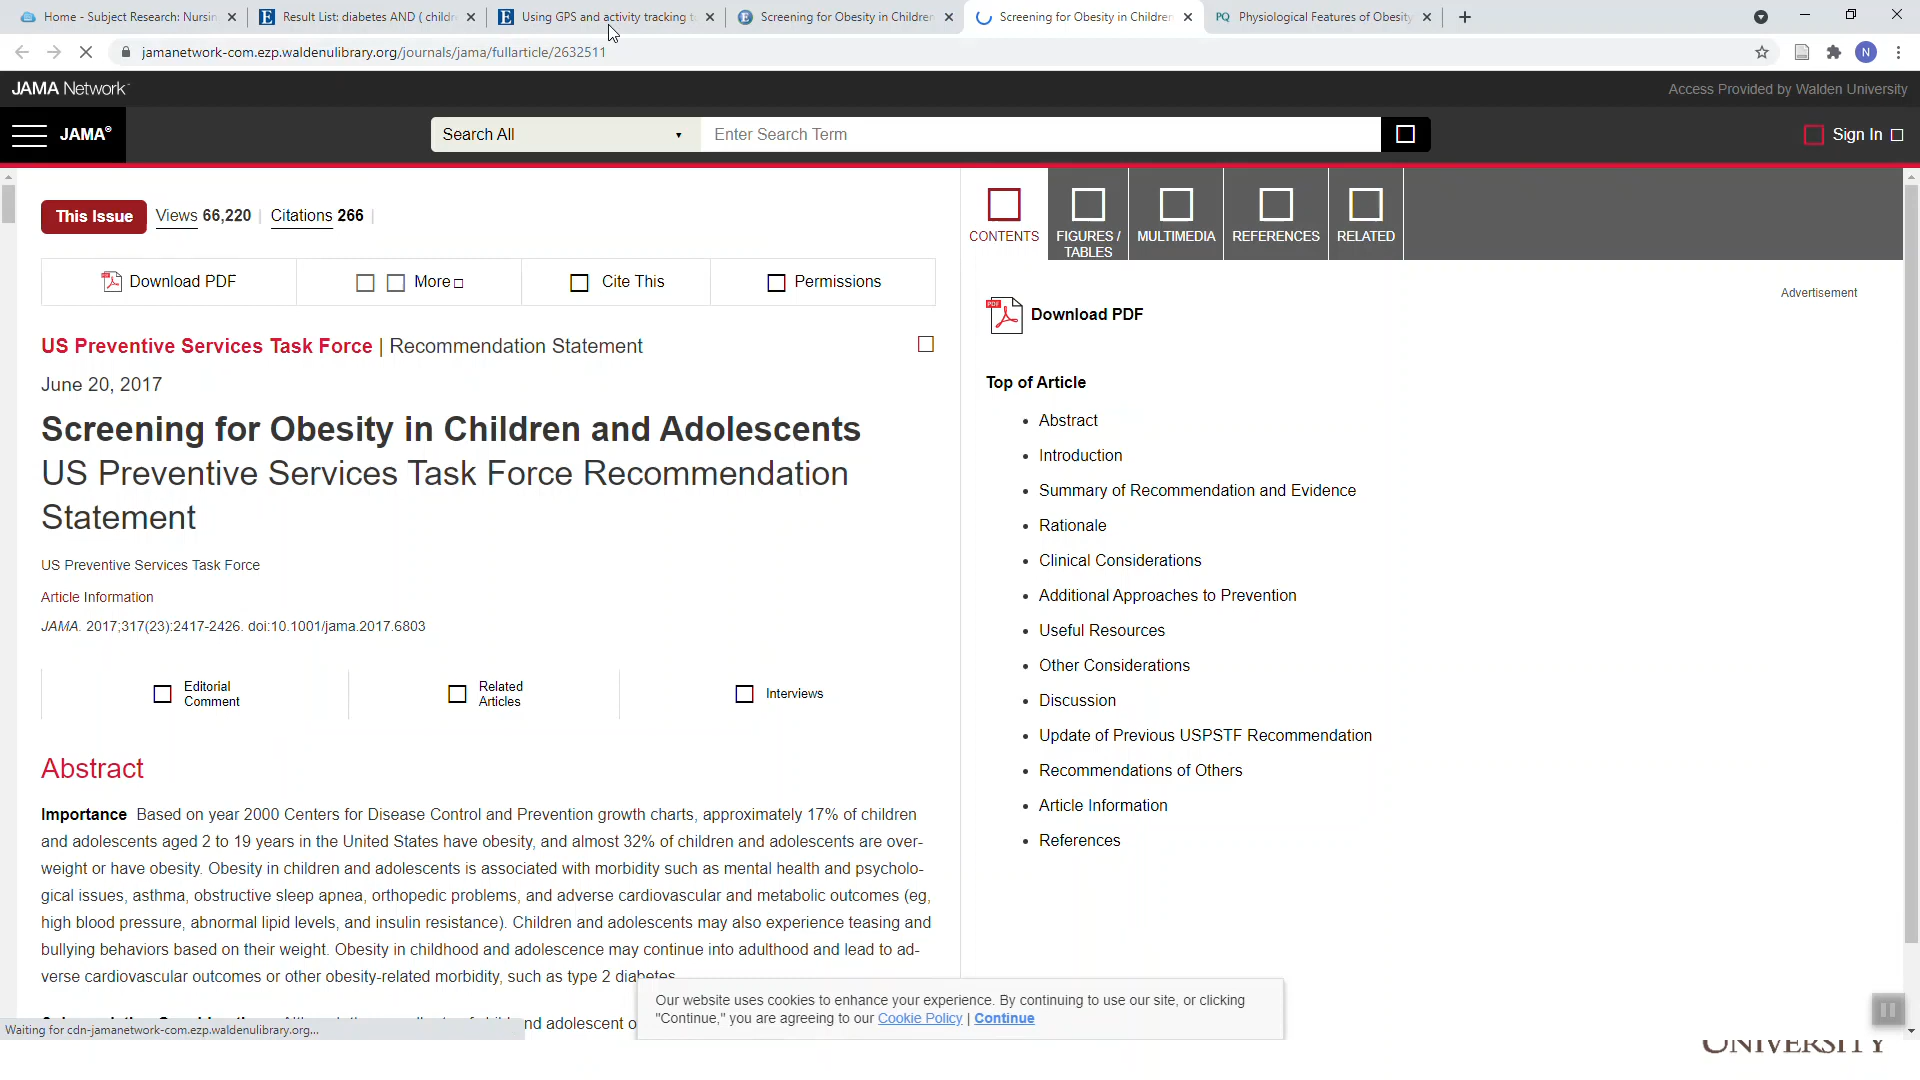 Home - Subject Research: Nursin
Result List: diabetes AND ( childre
Using GPS and activity tracking t
Screening for Obesity in Children
Screening for Obesity in Children
PQ Physiological Features of Obesity
jamanetwork-com.ezp.waldenulibrary.org/journals/jama/fullarticle/2632511
N
JAMA Network
Access Provided by Walden University
JAMA®
Search All
Enter Search Term
Sign In
This Issue
Views 66,220
Citations 266
CONTENTS
FIGURES /
TABLES
MULTIMEDIA
REFERENCES
RELATED
Download PDF
More
Cite This
Permissions
US Preventive Services Task Force | Recommendation Statement
June 20, 2017
Screening for Obesity in Children and Adolescents
US Preventive Services Task Force Recommendation
Statement
US Preventive Services Task Force
Article Information
JAMA. 2017;317(23):2417-2426. doi:10.1001/jama.2017.6803
Editorial
Comment
Related
Articles
Interviews
Abstract
Importance Based on year 2000 Centers for Disease Control and Prevention growth charts, approximately 17% of children
and adolescents aged 2 to 19 years in the United States have obesity, and almost 32% of children and adolescents are over-
weight or have obesity. Obesity in children and adolescents is associated with morbidity such as mental health and psycholo-
gical issues, asthma, obstructive sleep apnea, orthopedic problems, and adverse cardiovascular and metabolic outcomes (eg,
high blood pressure, abnormal lipid levels, and insulin resistance). Children and adolescents may also experience teasing and
bullying behaviors based on their weight. Obesity in childhood and adolescence may continue into adulthood and lead to ad-
verse cardiovascular outcomes or other obesity-related morbidity, such as type 2 diabetes.
nd adolescent o
Waiting for cdn-jamanetwork-com.ezp.waldenulibrary.org...
PDF
Download PDF
Advertisement
Top of Article
• Abstract
• Introduction
• Summary of Recommendation and Evidence
• Rationale
• Clinical Considerations
• Additional Approaches to Prevention
• Useful Resources
• Other Considerations
• Discussion
• Update of Previous USPSTF Recommendation
• Recommendations of Others
• Article Information
• References
Our website uses cookies to enhance your experience. By continuing to use our site, or clicking
"Continue," you are agreeing to our Cookie Policy | Continue
UNIVERSITY